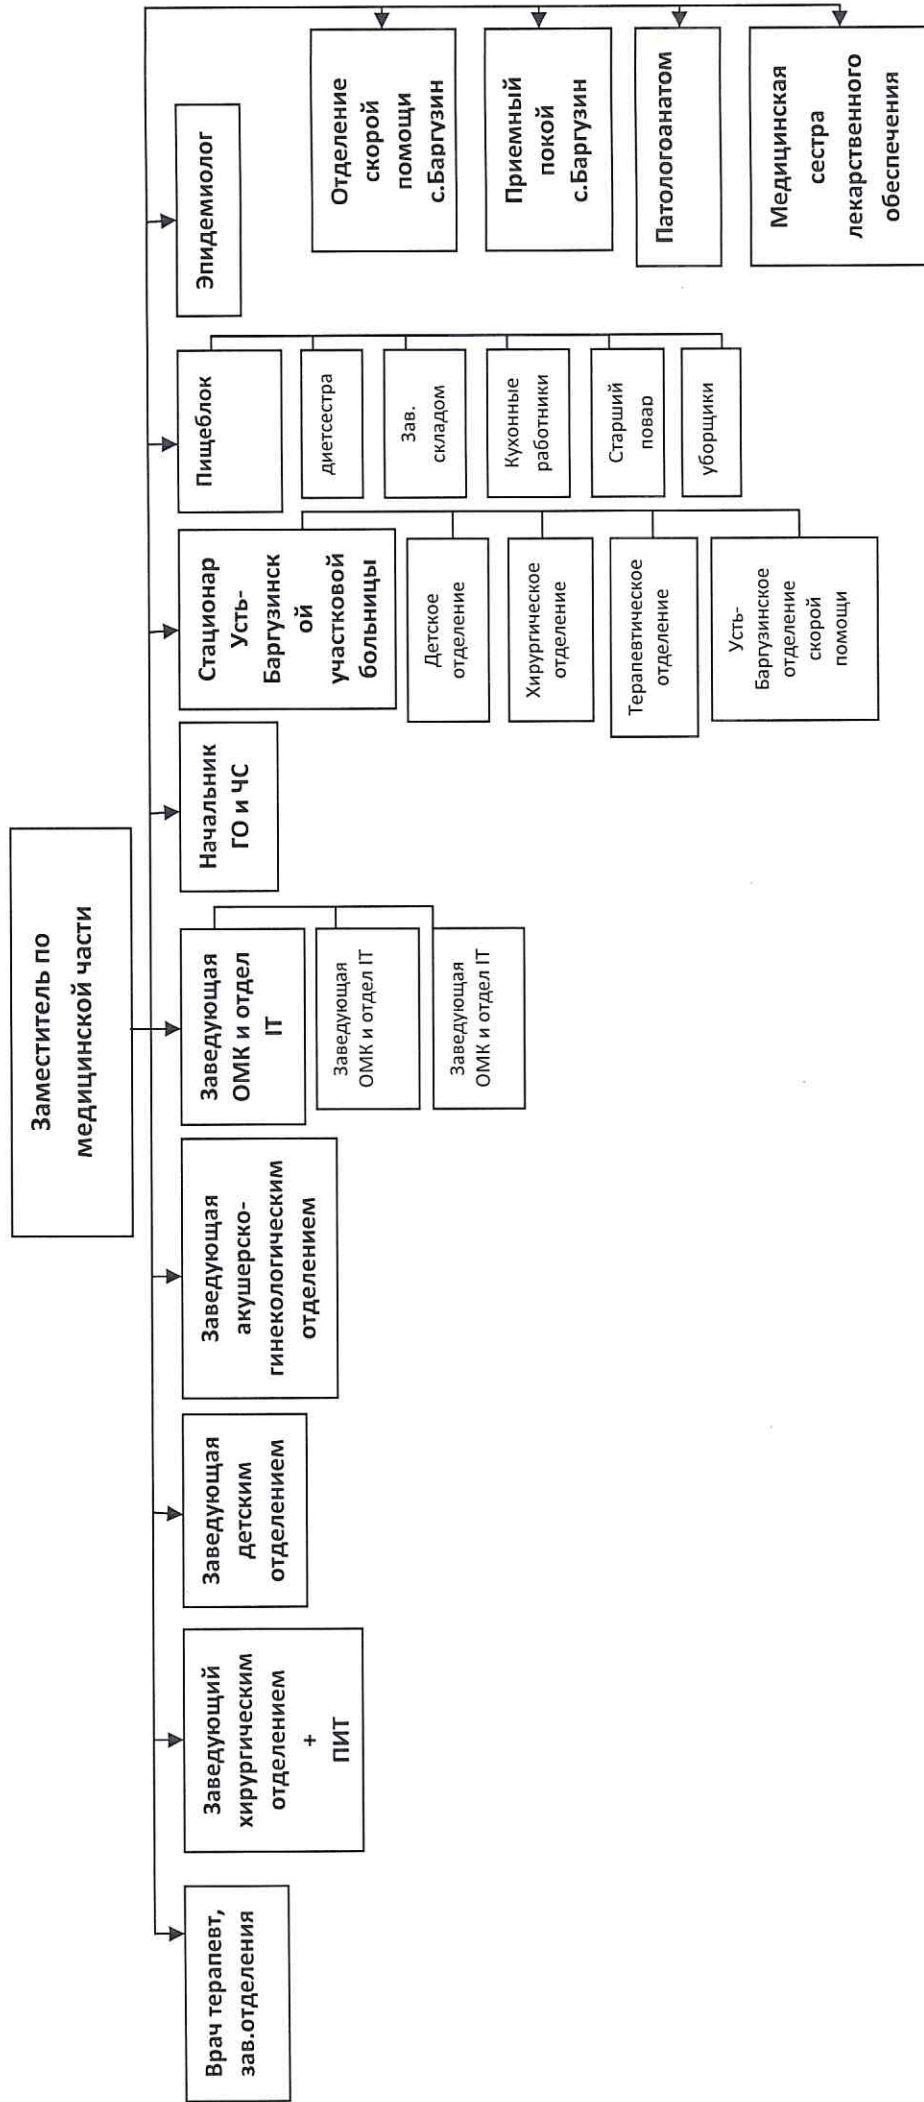 Заместитель по
медицинской части
Врач терапевт,
зав.отделения
Заведующий
хирургическим
отделением
+
ПИТ
Заведующая
детским
отделением
Заведующая
акушерско-
гинекологическим
отделением
Заведующая
ОМК и отдел
IT
Заведующая
ОМК и отдел IT
Заведующая
ОМК и отдел IT
Начальник
ГО и ЧС
Стационар
Усть-
Баргузинск
ой
участковой
больницы
Детское
отделение
Хирургическое
отделение
Терапевтическое
отделение
Усть-
Баргузинское
отделение
скорой
помощи
Пищеблок
диетсестра
Зав.
складом
Кухонные
работники
Старший
повар
уборщики
Эпидемиолог
Отделение
скорой
помощи
с.Баргузин
Приемный
покой
с.Баргузин
Патологоанатом
Медицинская
сестра
лекарственного
обеспечения